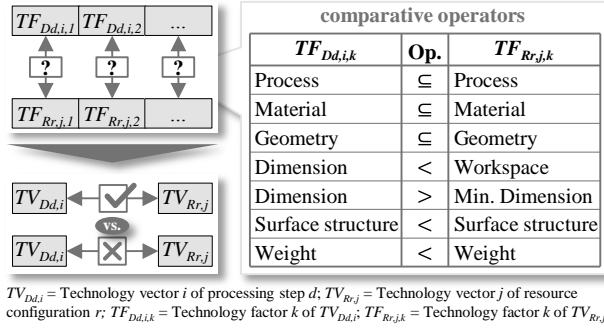 TF_{Dd,i,1} TF_{Dd,i,2} ...
? ? ?
TF_{Rr,j,1} TF_{Rr,j,2} ...
TV_{Dd,i} TV_{Rr,j}
vs.
TV_{Dd,i} TV_{Rr,j}
comparative operators
TF_{Dd,i,k} Op. TF_{Rr,j,k}
Process ⊆ Process
Material ⊆ Material
Geometry ⊆ Geometry
Dimension < Workspace
Dimension > Min. Dimension
Surface structure < Surface structure
Weight < Weight
TV_{Dd,i} = Technology vector i of processing step d; TV_{Rr,j} = Technology vector j of resource
configuration r; TF_{Dd,i,k} = Technology factor k of TV_{Dd,i}; TF_{Rr,j,k} = Technology factor k of TV_{Rr,j}